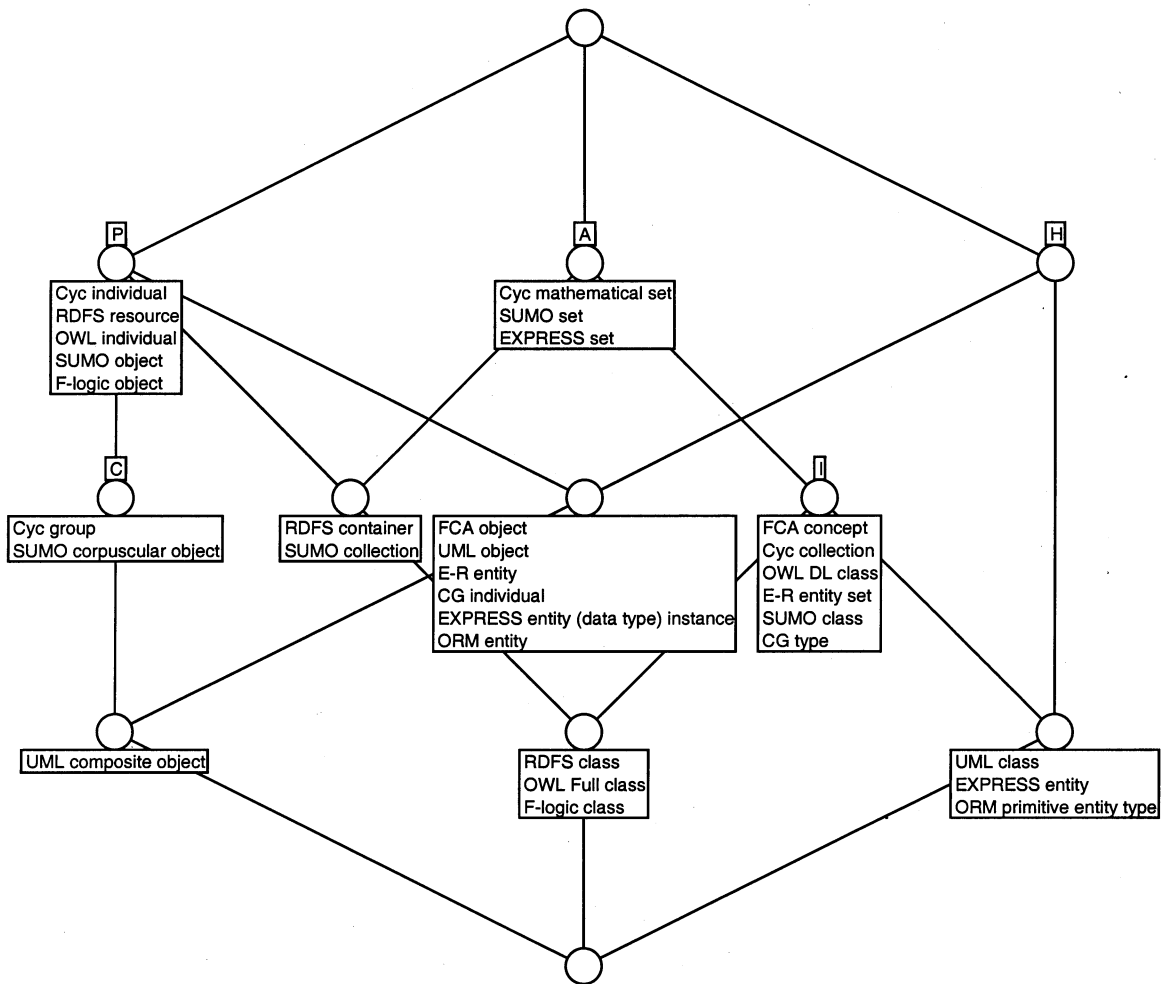 P
A
H
Cyc individual
RDFS resource
OWL individual
SUMO object
F-logic object
Cyc mathematical set
SUMO set
EXPRESS set
C
I
Cyc group
SUMO corpuscular object
RDFS container
SUMO collection
FCA object
UML object
E-R entity
CG individual
EXPRESS entity (data type) instance
ORM entity
FCA concept
Cyc collection
OWL DL class
E-R entity set
SUMO class
CG type
UML composite object
RDFS class
OWL Full class
F-logic class
UML class
EXPRESS entity
ORM primitive entity type